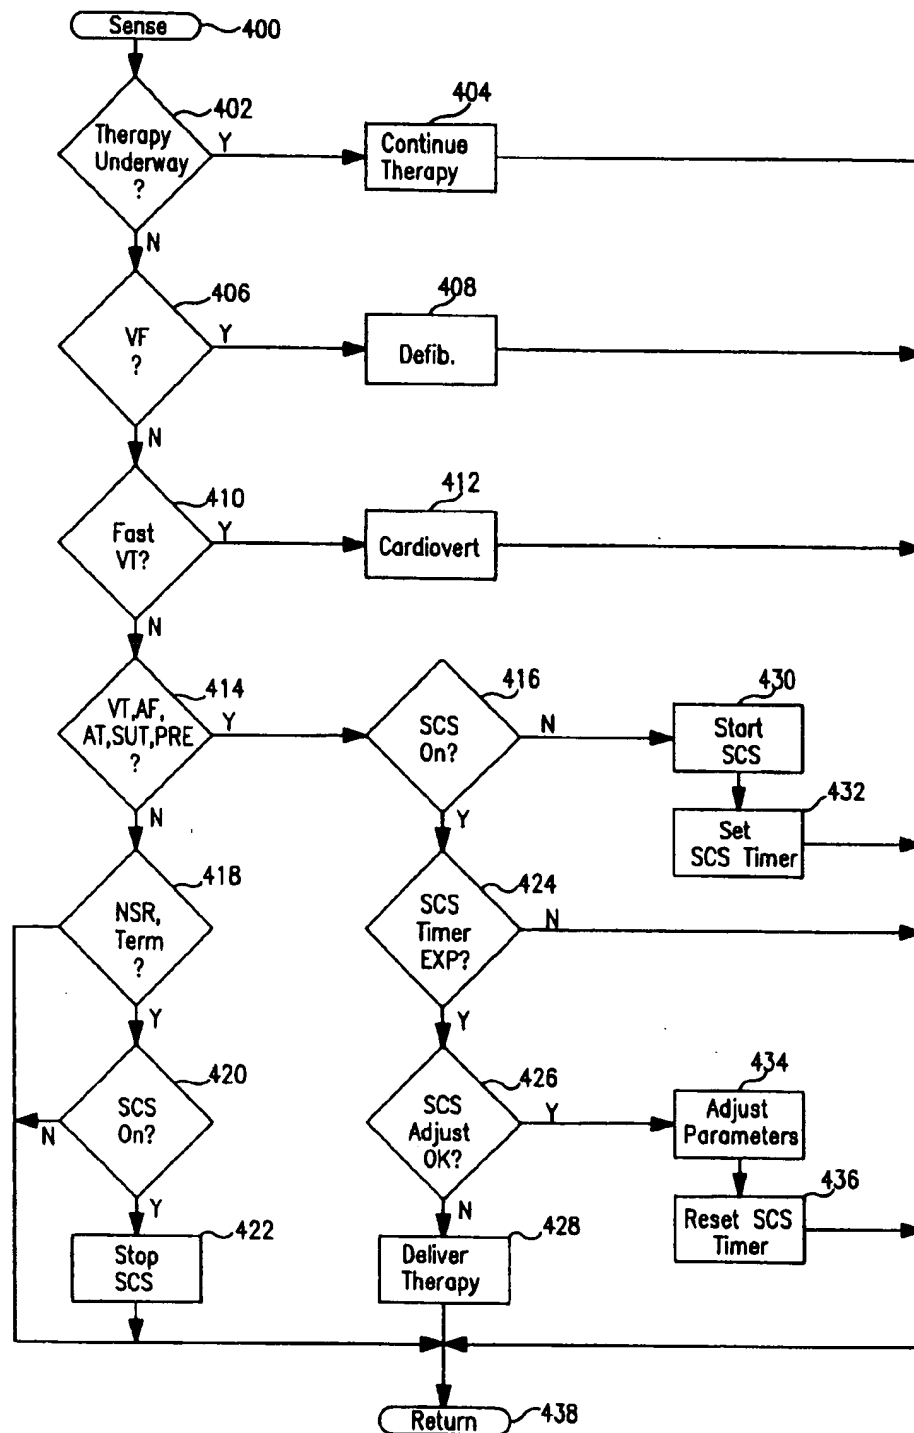 Sense
400
402
Therapy
Underway
?
Y
404
Continue
Therapy
N
406
VF
?
Y
408
Defib.
N
410
Fast
VT?
Y
412
Cardiovert
N
414
VT,AF,
AT,SUT,PRE
?
Y
416
SCS
On?
N
430
Start
SCS
432
Set
SCS Timer
N
Y
418
NSR,
Term
?
424
SCS
Timer
EXP?
N
Y
Y
420
SCS
On?
N
426
SCS
Adjust
OK?
Y
434
Adjust
Parameters
436
Reset SCS
Timer
Y
N
422
Stop
SCS
428
Deliver
Therapy
Return
438